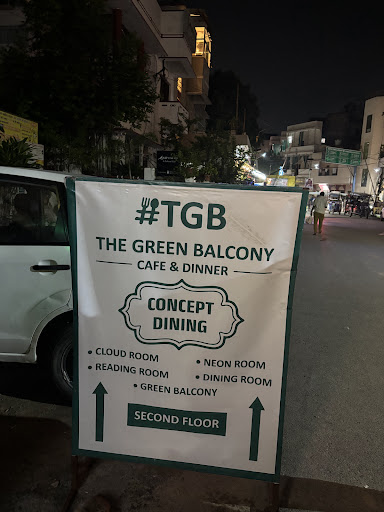 #TGB
THE GREEN BALCONY
CAFE & DINNER
CONCEPT
DINING
• CLOUD ROOM
• NEON ROOM
• READING ROOM
• DINING ROOM
• GREEN BALCONY
SECOND FLOOR